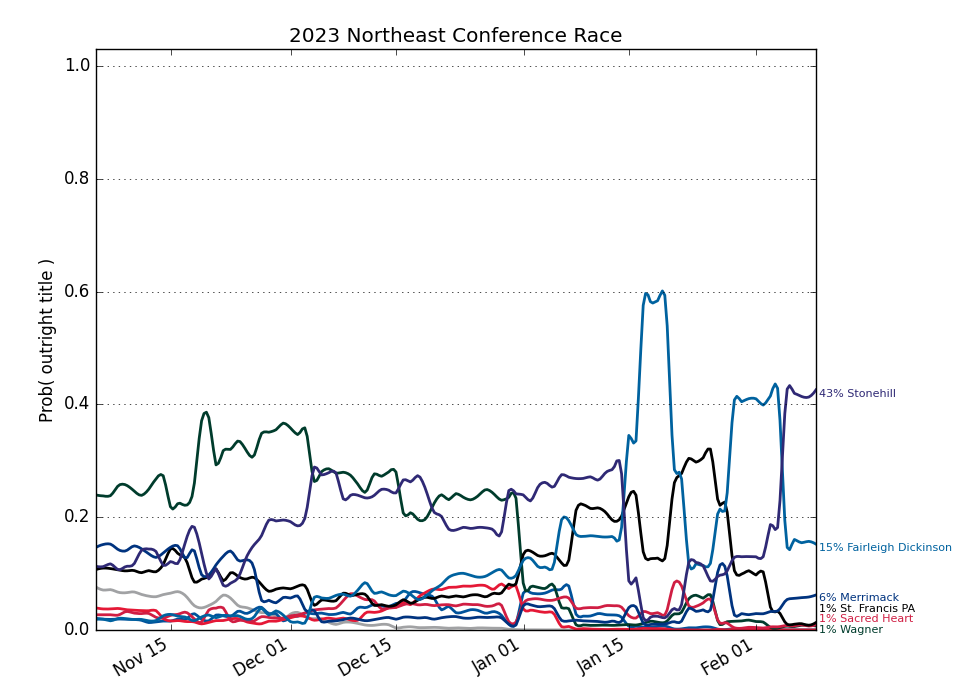 2023 Northeast Conference Race
Prob( outright title )
1.0
0.8
0.6
0.4
0.2
0.0
Nov 15
Dec 01
Dec 15
Jan 01
Jan 15
Feb 01
43% Stonehill
15% Fairleigh Dickinson
6% Merrimack
1% St. Francis PA
1% Sacred Heart
1% Wagner